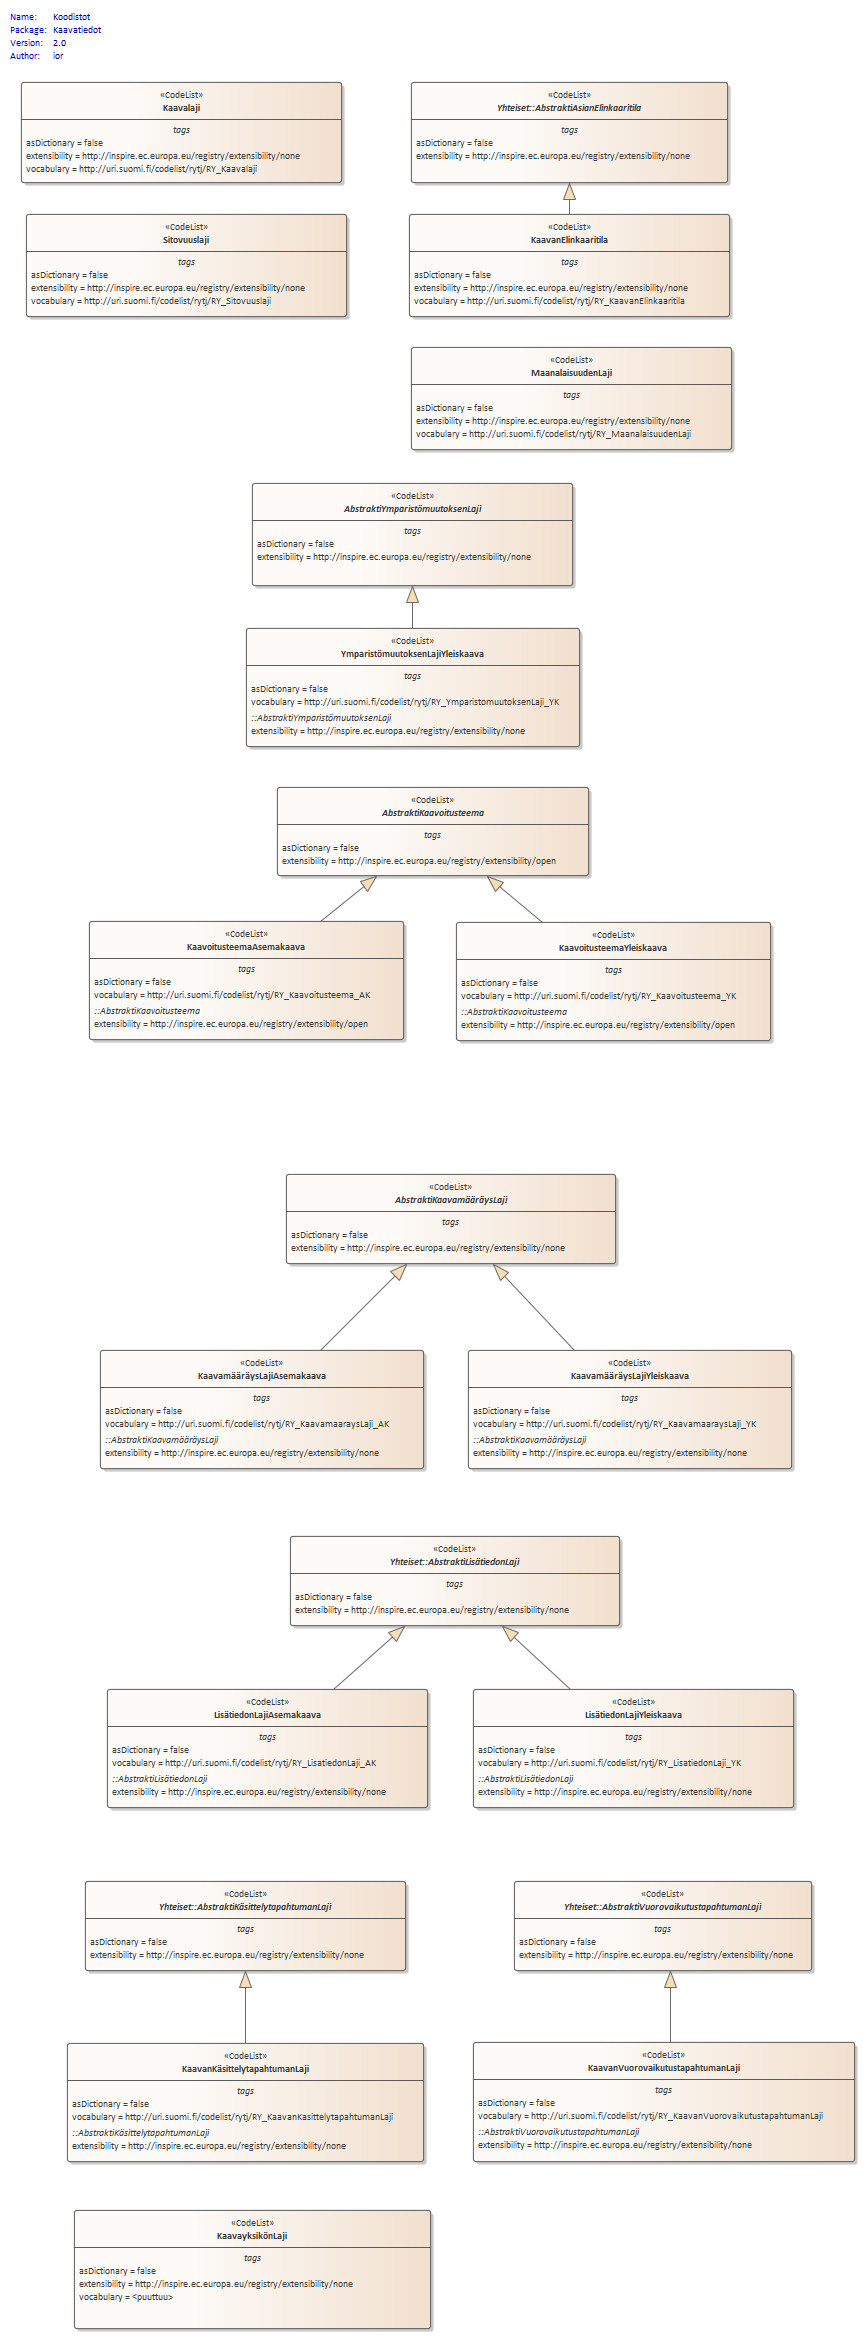 Name: Koodistot
Package: Kaavatiedot
Version: 2.0
Author: ior
«CodeList»
Kaavalaji
tags
asDictionary = false
extensibility = http://inspire.ec.europa.eu/registry/extensibility/none
vocabulary = http://uri.suomi.fi/codelist/rytj/RY_Kaavalaji
«CodeList»
Yhteiset::AbstraktiAsianElinkaaritila
tags
asDictionary = false
extensibility = http://inspire.ec.europa.eu/registry/extensibility/none
«CodeList»
Sitovuuslaji
tags
asDictionary = false
extensibility = http://inspire.ec.europa.eu/registry/extensibility/none
vocabulary = http://uri.suomi.fi/codelist/rytj/RY_Sitovuuslaji
«CodeList»
KaavanElinkaaritila
tags
asDictionary = false
extensibility = http://inspire.ec.europa.eu/registry/extensibility/none
vocabulary = http://uri.suomi.fi/codelist/rytj/RY_KaavanElinkaaritila
«CodeList»
MaanalaisuudenLaji
tags
asDictionary = false
extensibility = http://inspire.ec.europa.eu/registry/extensibility/none
vocabulary = http://uri.suomi.fi/codelist/rytj/RY_MaanalaisuudenLaji
«CodeList»
AbstraktiYmparistömuutoksenLaji
tags
asDictionary = false
extensibility = http://inspire.ec.europa.eu/registry/extensibility/none
«CodeList»
YmparistömuutoksenLajiYleiskaava
tags
asDictionary = false
vocabulary = http://uri.suomi.fi/codelist/rytj/RY_YmparistomuutoksenLaji_YK
::AbstraktiYmparistömuutoksenLaji
extensibility = http://inspire.ec.europa.eu/registry/extensibility/none
«CodeList»
AbstraktiKaavoitusteema
tags
asDictionary = false
extensibility = http://inspire.ec.europa.eu/registry/extensibility/open
«CodeList»
KaavoitusteemaAsemakaava
tags
asDictionary = false
vocabulary = http://uri.suomi.fi/codelist/rytj/RY_Kaavoitusteema_AK
::AbstraktiKaavoitusteema
extensibility = http://inspire.ec.europa.eu/registry/extensibility/open
«CodeList»
KaavoitusteemaYleiskaava
tags
asDictionary = false
vocabulary = http://uri.suomi.fi/codelist/rytj/RY_Kaavoitusteema_YK
::AbstraktiKaavoitusteema
extensibility = http://inspire.ec.europa.eu/registry/extensibility/open
«CodeList»
AbstraktiKaavamääräysLaji
tags
asDictionary = false
extensibility = http://inspire.ec.europa.eu/registry/extensibility/none
«CodeList»
KaavamääräysLajiAsemakaava
tags
asDictionary = false
vocabulary = http://uri.suomi.fi/codelist/rytj/RY_KaavamaaraysLaji_AK
::AbstraktiKaavamääräysLaji
extensibility = http://inspire.ec.europa.eu/registry/extensibility/none
«CodeList»
KaavamääräysLajiYleiskaava
tags
asDictionary = false
vocabulary = http://uri.suomi.fi/codelist/rytj/RY_KaavamaaraysLaji_YK
::AbstraktiKaavamääräysLaji
extensibility = http://inspire.ec.europa.eu/registry/extensibility/none
«CodeList»
Yhteiset::AbstraktiLisätiedonLaji
tags
asDictionary = false
extensibility = http://inspire.ec.europa.eu/registry/extensibility/none
«CodeList»
LisätiedonLajiAsemakaava
tags
asDictionary = false
vocabulary = http://uri.suomi.fi/codelist/rytj/RY_LisatiedonLaji_AK
::AbstraktiLisätiedonLaji
extensibility = http://inspire.ec.europa.eu/registry/extensibility/none
«CodeList»
LisätiedonLajiYleiskaava
tags
asDictionary = false
vocabulary = http://uri.suomi.fi/codelist/rytj/RY_LisatiedonLaji_YK
::AbstraktiLisätiedonLaji
extensibility = http://inspire.ec.europa.eu/registry/extensibility/none
«CodeList»
Yhteiset::AbstraktiKäsittelytapahtumanLaji
tags
asDictionary = false
extensibility = http://inspire.ec.europa.eu/registry/extensibility/none
«CodeList»
Yhteiset::AbstraktiVuorovaikutustapahtumanLaji
tags
asDictionary = false
extensibility = http://inspire.ec.europa.eu/registry/extensibility/none
«CodeList»
KaavanKäsittelytapahtumanLaji
tags
asDictionary = false
vocabulary = http://uri.suomi.fi/codelist/rytj/RY_KaavanKasittelytapahtumanLaji
::AbstraktiKäsittelytapahtumanLaji
extensibility = http://inspire.ec.europa.eu/registry/extensibility/none
«CodeList»
KaavanVuorovaikutustapahtumanLaji
tags
asDictionary = false
vocabulary = http://uri.suomi.fi/codelist/rytj/RY_KaavanVuorovaikutustapahtumanLaji
::AbstraktiVuorovaikutustapahtumanLaji
extensibility = http://inspire.ec.europa.eu/registry/extensibility/none
«CodeList»
KaavayksikönLaji
tags
asDictionary = false
extensibility = http://inspire.ec.europa.eu/registry/extensibility/none
vocabulary = <puuttuu>